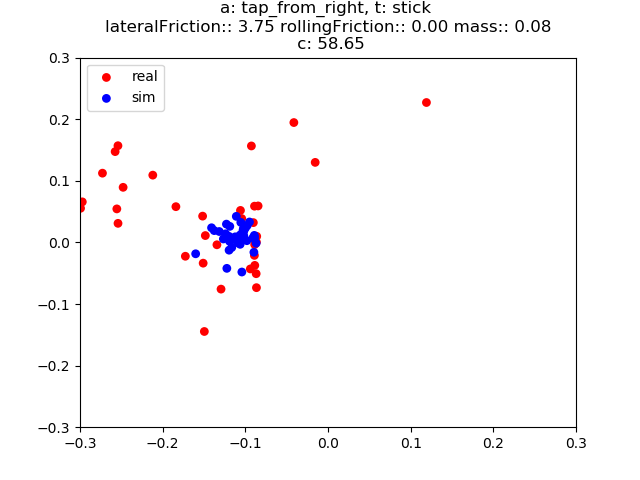 a: tap_from_right, t: stick
lateralFriction:: 3.75 rollingFriction:: 0.00 mass:: 0.08
c: 58.65
real
sim
0.3
0.2
0.1
0.0
−0.1
−0.2
−0.3
−0.3
−0.2
−0.1
0.0
0.1
0.2
0.3